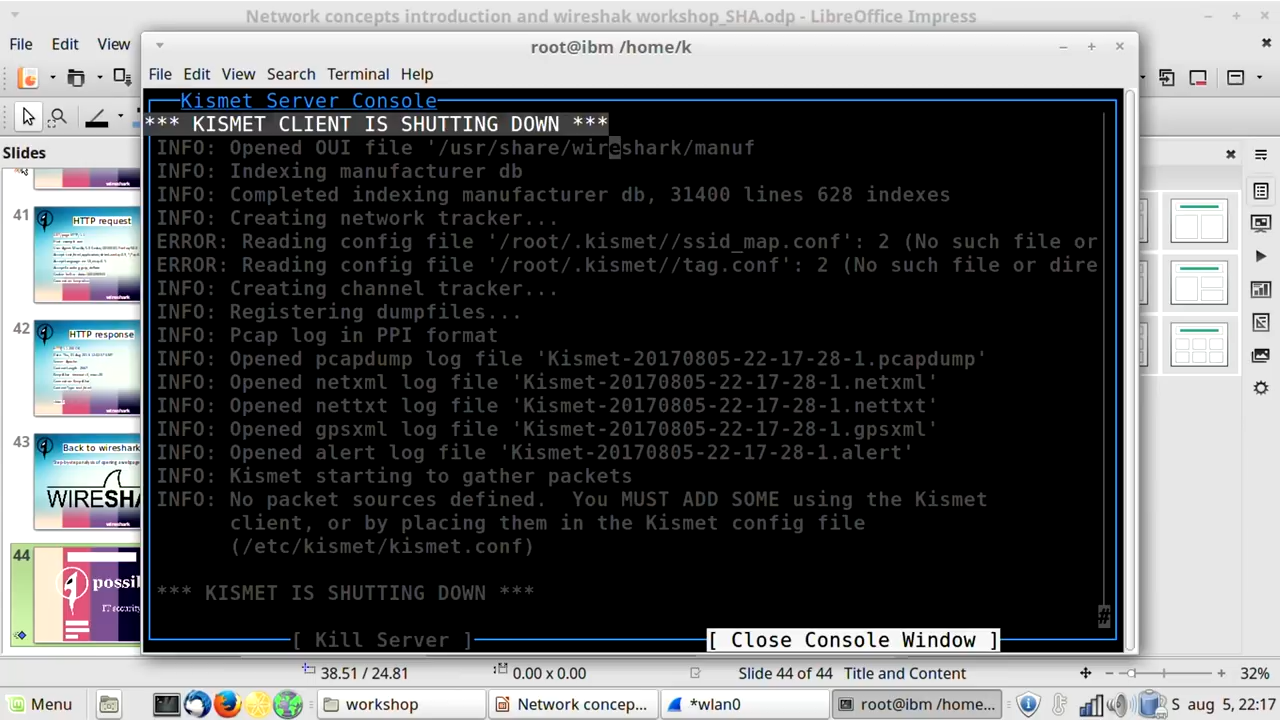 Network concepts introduction and wireshak workshop_SHA.odp - LibreOffice Impress
File Edit View
root@ibm /home/k
File Edit View Search Terminal Help
Kismet Server Console
*** KISMET CLIENT IS SHUTTING DOWN ***
INFO: Opened OUI file '/usr/share/wireshark/manuf
INFO: Indexing manufacturer db
INFO: Completed indexing manufacturer db, 31400 lines 628 indexes
INFO: Creating network tracker...
ERROR: Reading config file '/root/.kismet//ssid_map.conf': 2 (No such file or
ERROR: Reading config file '/root/.kismet//tag.conf': 2 (No such file or dire
INFO: Creating channel tracker...
INFO: Registering dumpfiles...
INFO: Pcap log in PPI format
INFO: Opened pcapdump log file 'Kismet-20170805-22-17-28-1.pcapdump'
INFO: Opened netxml log file 'Kismet-20170805-22-17-28-1.netxml'
INFO: Opened nettxt log file 'Kismet-20170805-22-17-28-1.nettxt'
INFO: Opened gpsxml log file 'Kismet-20170805-22-17-28-1.gpsxml'
INFO: Opened alert log file 'Kismet-20170805-22-17-28-1.alert'
INFO: Kismet starting to gather packets
INFO: No packet sources defined.  You MUST ADD SOME using the Kismet
client, or by placing them in the Kismet config file
(/etc/kismet/kismet.conf)
*** KISMET IS SHUTTING DOWN ***
[ Kill Server ]
[ Close Console Window ]
Slides
41
HTTP request
42
HTTP response
43
Back to wireshark
WIRESHA
44
possil
IT security
38.51 / 24.81
0.00 x 0.00
Slide 44 of 44
Title and Content
32%
Menu
workshop
Network concep...
*wlan0
root@ibm /home...
S aug 5, 22:17